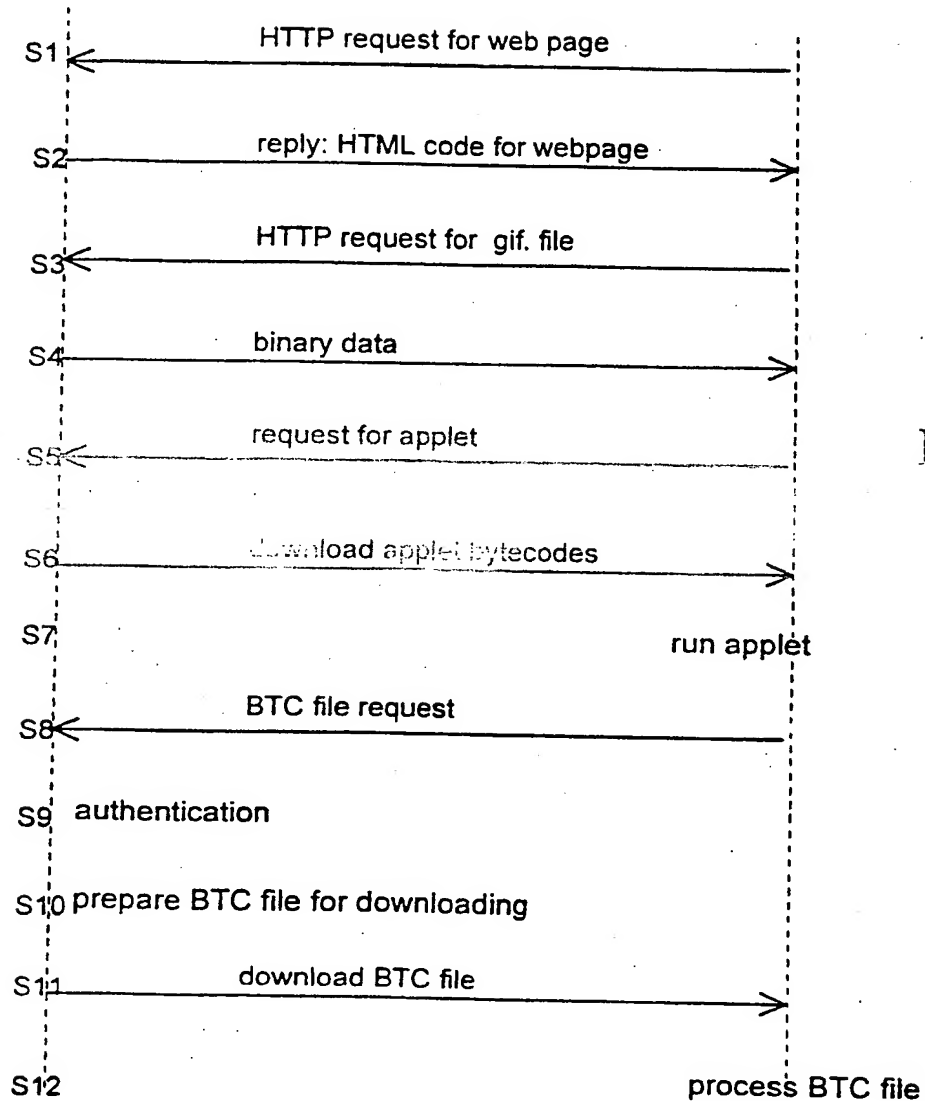 S1 HTTP request for web page
S2 reply: HTML code for webpage
S3 HTTP request for gif. file
S4 binary data
S5 request for applet
S6 download applet bytecodes
S7 run applet
S8 BTC file request
S9 authentication
S10 prepare BTC file for downloading
S11 download BTC file
S12 process BTC file